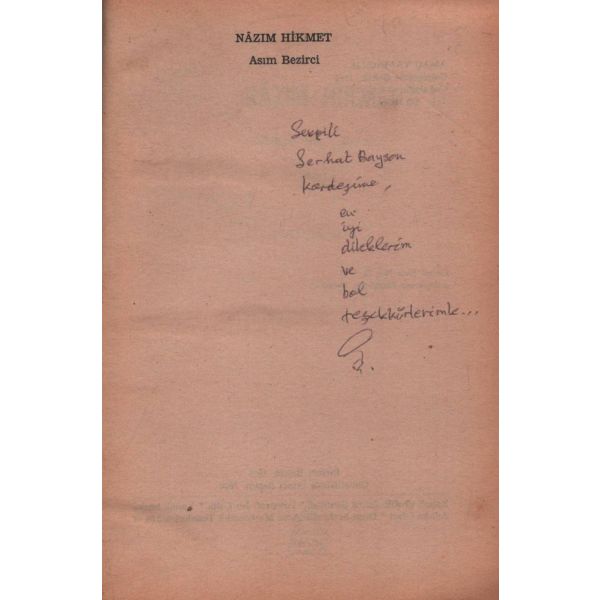 NÂZIM HİKMET
Asım Bezirci
Sevgili
Serhat Bayson
kardeşime,
en
iyi
dileklerim
ve
bol
teşekkürlerimle...